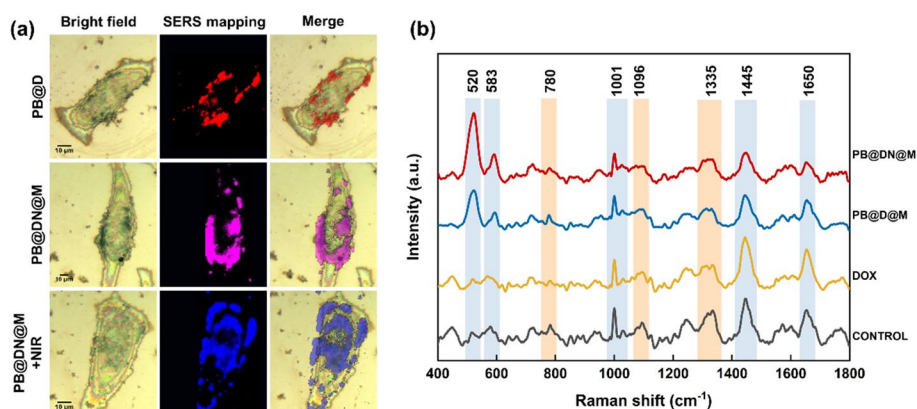 (a)
Bright field SERS mapping Merge
PB@D
10 μm
PB@DN@M
10 μm
PB@DN@M
+NIR
10 μm
(b)
520 583 780 1001 1096 1335 1445 1650
PB@DN@M
PB@D@M
DOX
CONTROL
Intensity (a.u.)
400 600 800 1000 1200 1400 1600 1800
Raman shift (cm⁻¹)